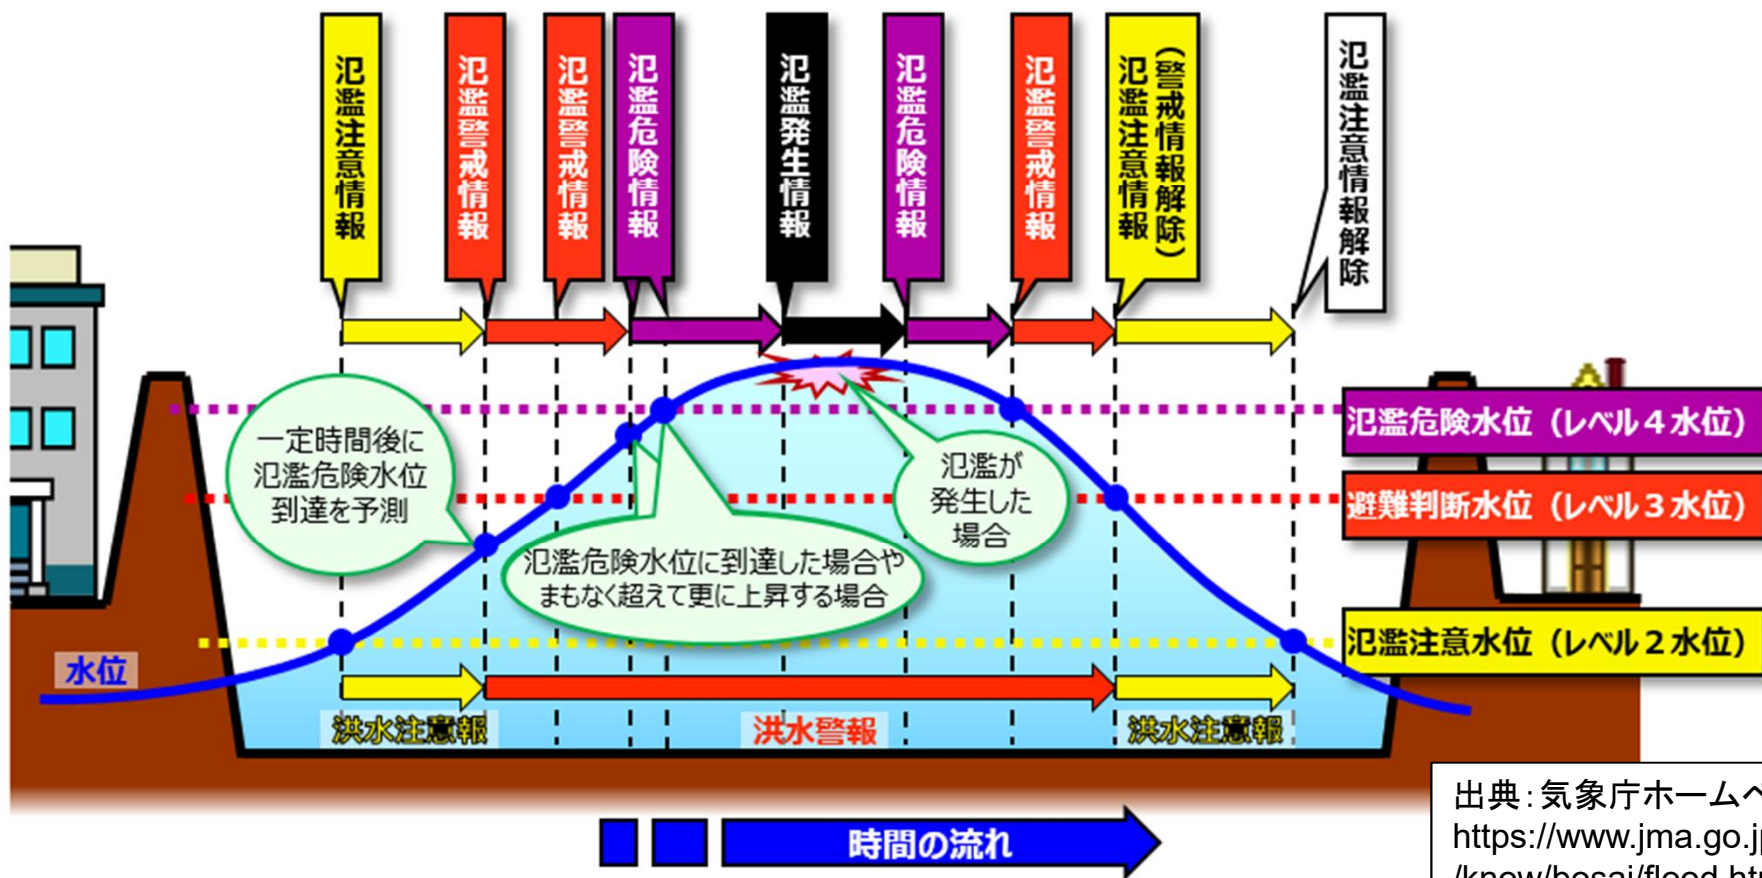 氾濫注意情報
氾濫警戒情報
氾濫警戒情報
氾濫危険情報
氾濫発生情報
氾濫危険情報
氾濫警戒情報
(警戒情報解除)
氾濫注意情報
氾濫注意情報解除
一定時間後に
氾濫危険水位
到達を予測
氾濫危険水位に到達した場合や
まもなく超えて更に上昇する場合
氾濫が
発生した
場合
氾濫危険水位(レベル4水位)
避難判断水位(レベル3水位)
氾濫注意水位(レベル2水位)
水位
洪水注意報
洪水警報
洪水注意報
時間の流れ
出典:気象庁ホームペ
https://www.jma.go.jp
/know/bosai/flood.ht